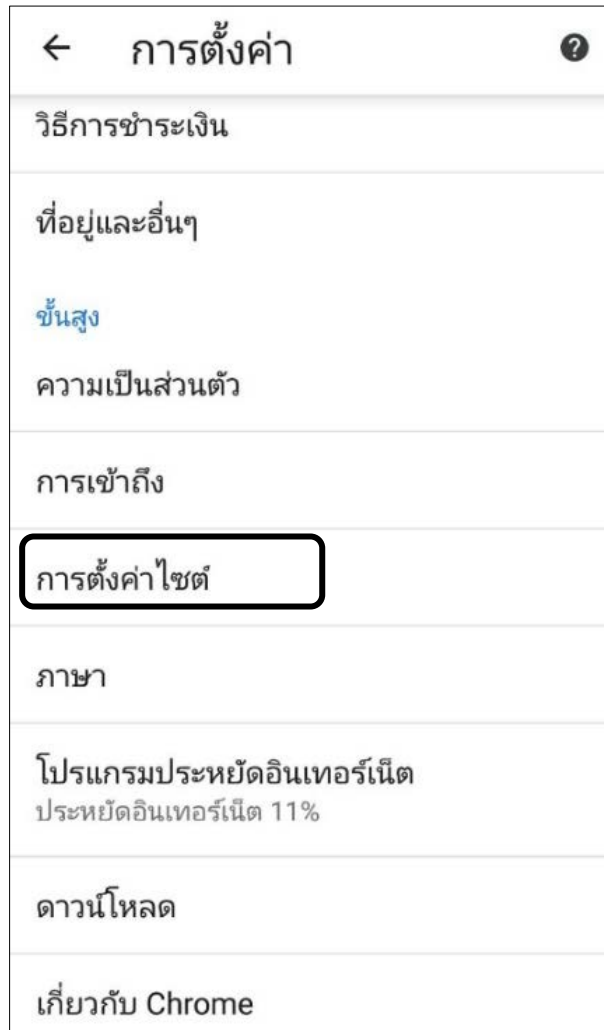 การตั้งค่า
วิธีการชำระเงิน
ที่อยู่และอื่นๆ
ขั้นสูง
ความเป็นส่วนตัว
การเข้าถึง
การตั้งค่าไซต์
ภาษา
โปรแกรมประหยัดอินเทอร์เน็ต
ประหยัดอินเทอร์เน็ต 11%
ดาวน์โหลด
เกี่ยวกับ Chrome